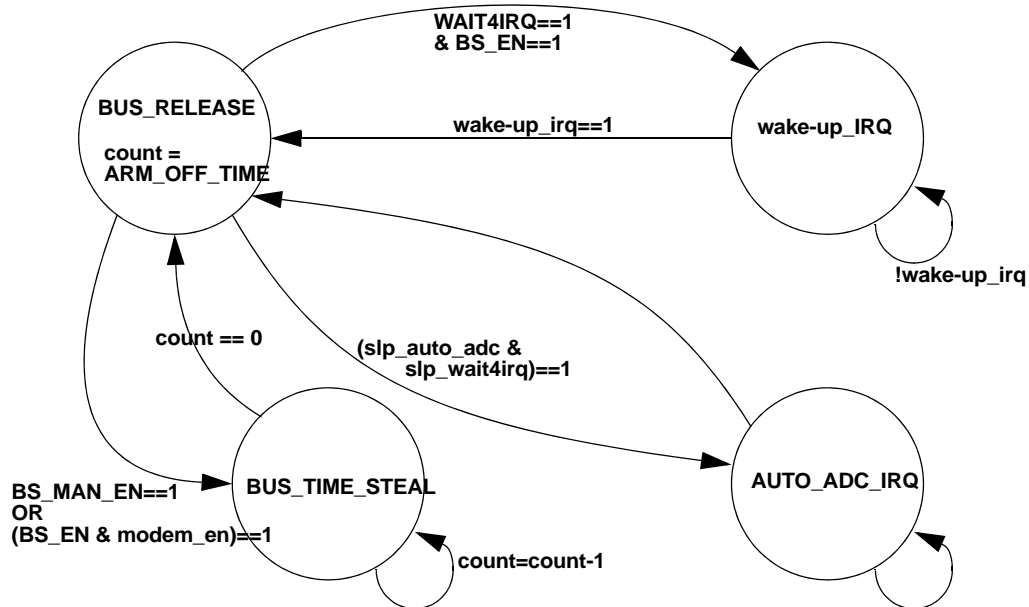 WAIT4IRQ==1
& BS_EN==1
BUS_RELEASE
count =
ARM_OFF_TIME
wake-up_irq==1
wake-up_IRQ
!wake-up_irq
count == 0
(slp_auto_adc &
slp_wait4irq)==1
BS_MAN_EN==1
OR
(BS_EN & modem_en)==1
BUS_TIME_STEAL
count=count-1
AUTO_ADC_IRQ